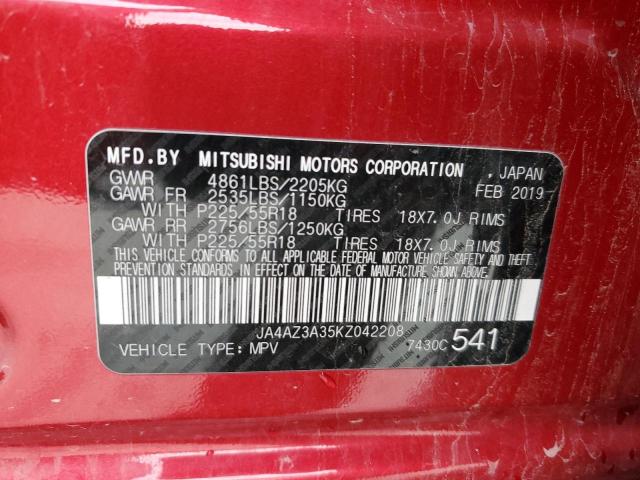 MFD.BY MITSUBISHI MOTORS CORPORATION , JAPAN
GVWR 4861LBS/2205KG FEB 2019
GAWR FR 2535LBS/1150KG
WITH P225/55R18 TIRES 18X7.0J RIMS
GAWR RR 2756LBS/1250KG
WITH P225/55R18 TIRES 18X7.0J RIMS
THIS VEHICLE CONFORMS TO ALL APPLICABLE FEDERAL MOTOR VEHICLE SAFETY AND THEFT
PREVENTION STANDARDS IN EFFECT ON THE DATE OF MANUFACTURE SHOWN ABOVE.
JA4AZ3A35KZ042208
VEHICLE TYPE: MPV 7430C 541